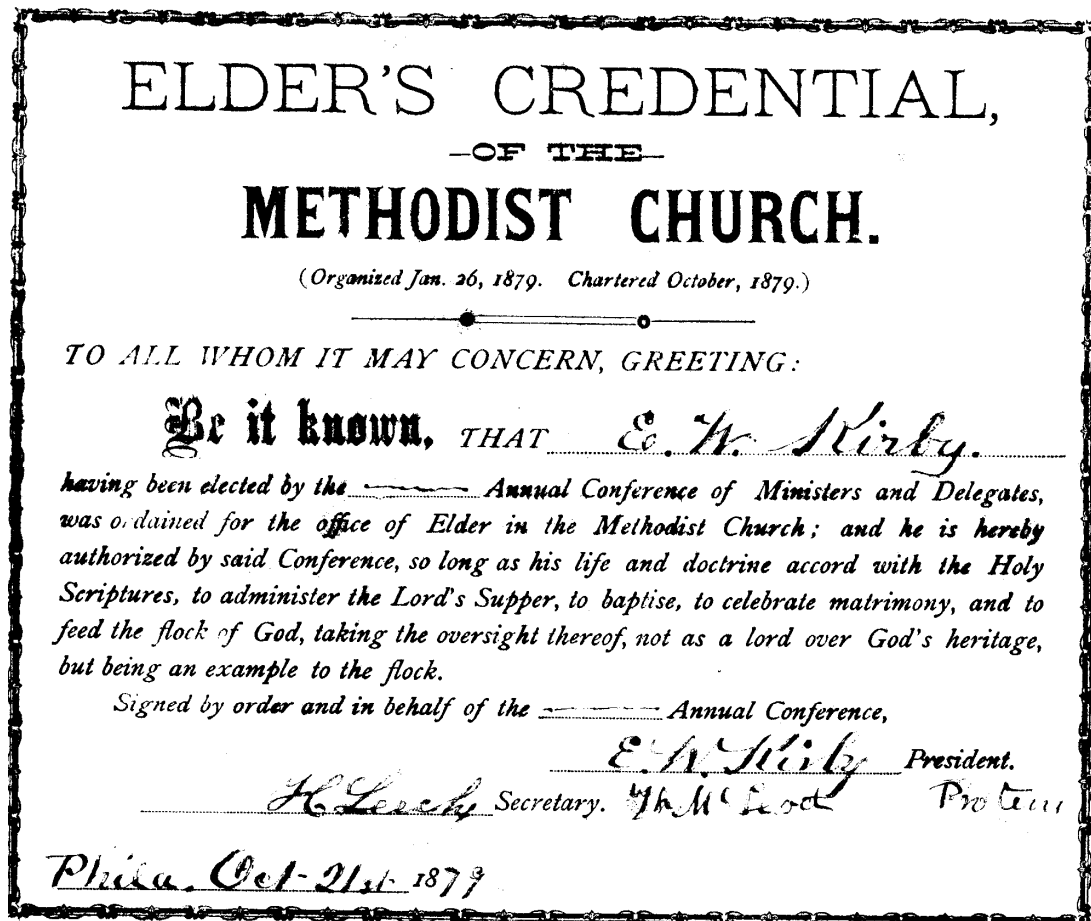 ELDER'S CREDENTIAL,
—OF THE—
METHODIST CHURCH.
(Organized Jan. 26, 1879. Chartered October, 1879.)
TO ALL WHOM IT MAY CONCERN, GREETING:
Be it known, THAT E. W. Kirby.
having been elected by the ——— Annual Conference of Ministers and Delegates,
was ordained for the office of Elder in the Methodist Church; and he is hereby
authorized by said Conference, so long as his life and doctrine accord with the Holy
Scriptures, to administer the Lord's Supper, to baptise, to celebrate matrimony, and to
feed the flock of God, taking the oversight thereof, not as a lord over God's heritage,
but being an example to the flock.
Signed by order and in behalf of the ——— Annual Conference,
E. W. Kirby President.
H Leech Secretary. McLeod Protem
Phila. Oct-21st 1879